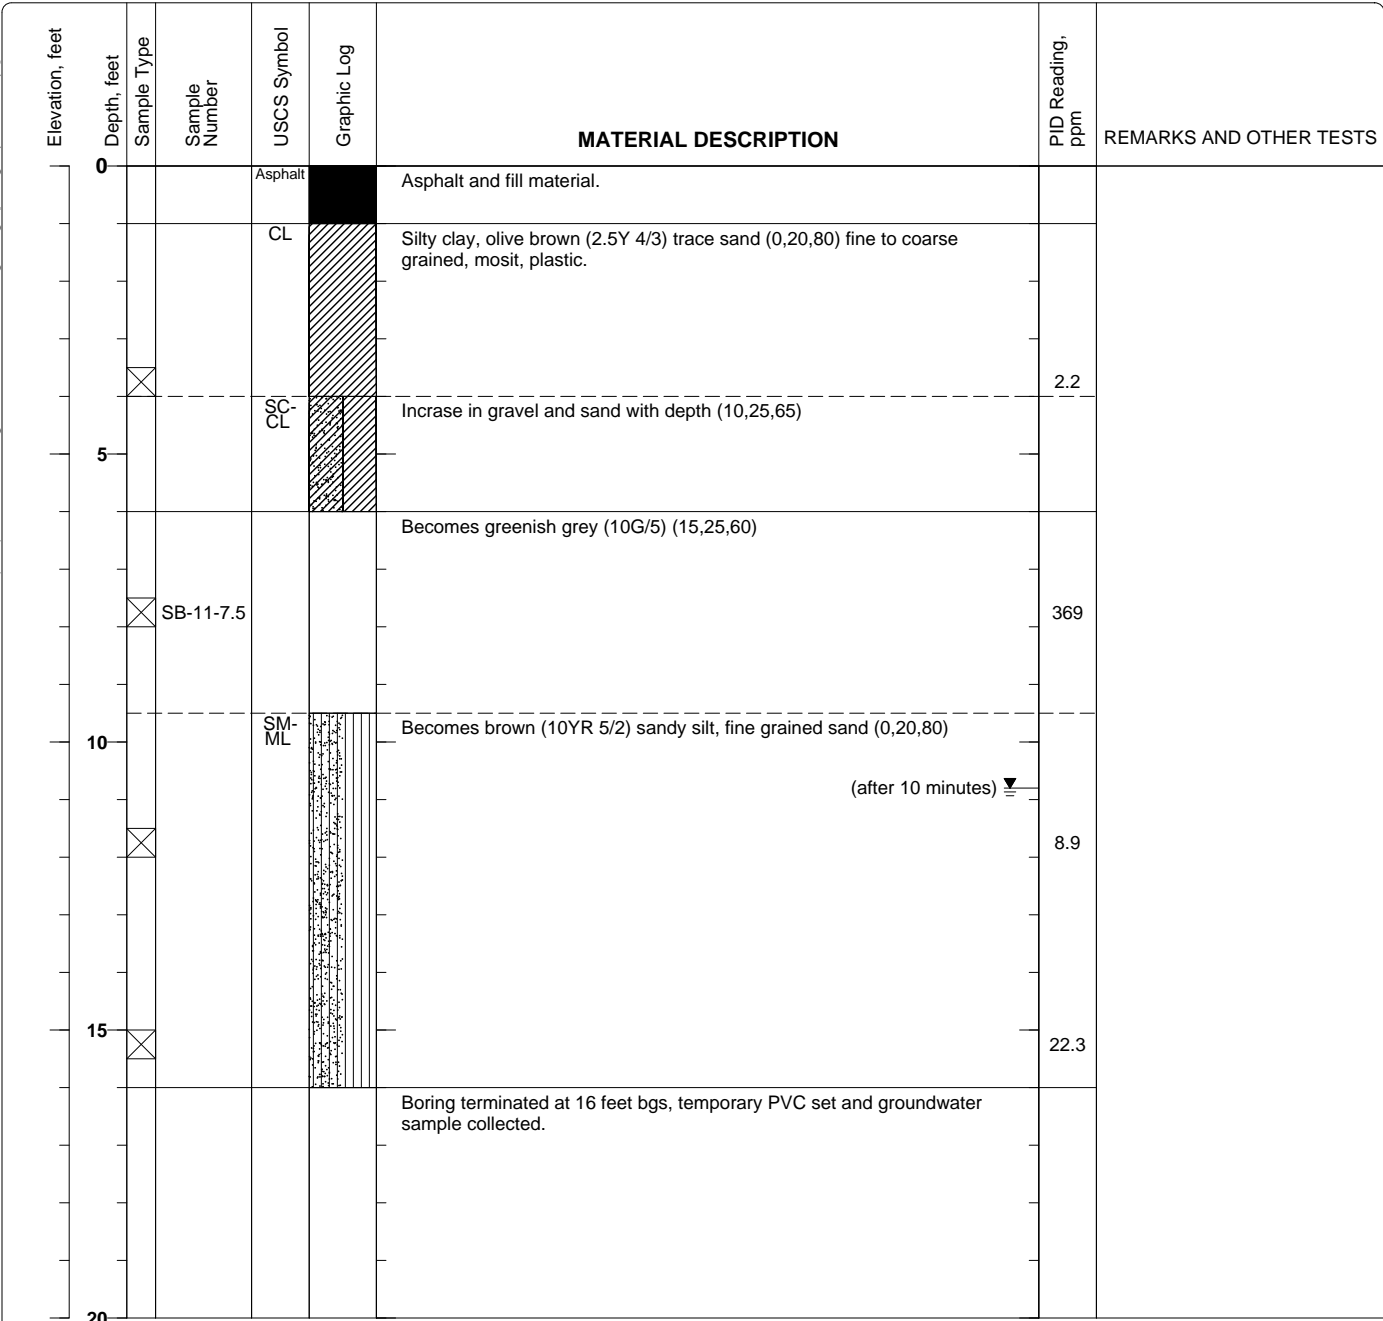 Elevation, feet
Depth, feet
Sample Type
Sample
Number
USCS Symbol
Graphic Log
MATERIAL DESCRIPTION
PID Reading,
ppm
REMARKS AND OTHER TESTS
0
Asphalt
Asphalt and fill material.
CL
Silty clay, olive brown (2.5Y 4/3) trace sand (0,20,80) fine to coarse
grained, mosit, plastic.
2.2
SC-
CL
Incrase in gravel and sand with depth (10,25,65)
5
Becomes greenish grey (10G/5) (15,25,60)
SB-11-7.5
369
SM-
ML
Becomes brown (10YR 5/2) sandy silt, fine grained sand (0,20,80)
10
(after 10 minutes)
8.9
15
22.3
Boring terminated at 16 feet bgs, temporary PVC set and groundwater
sample collected.
20